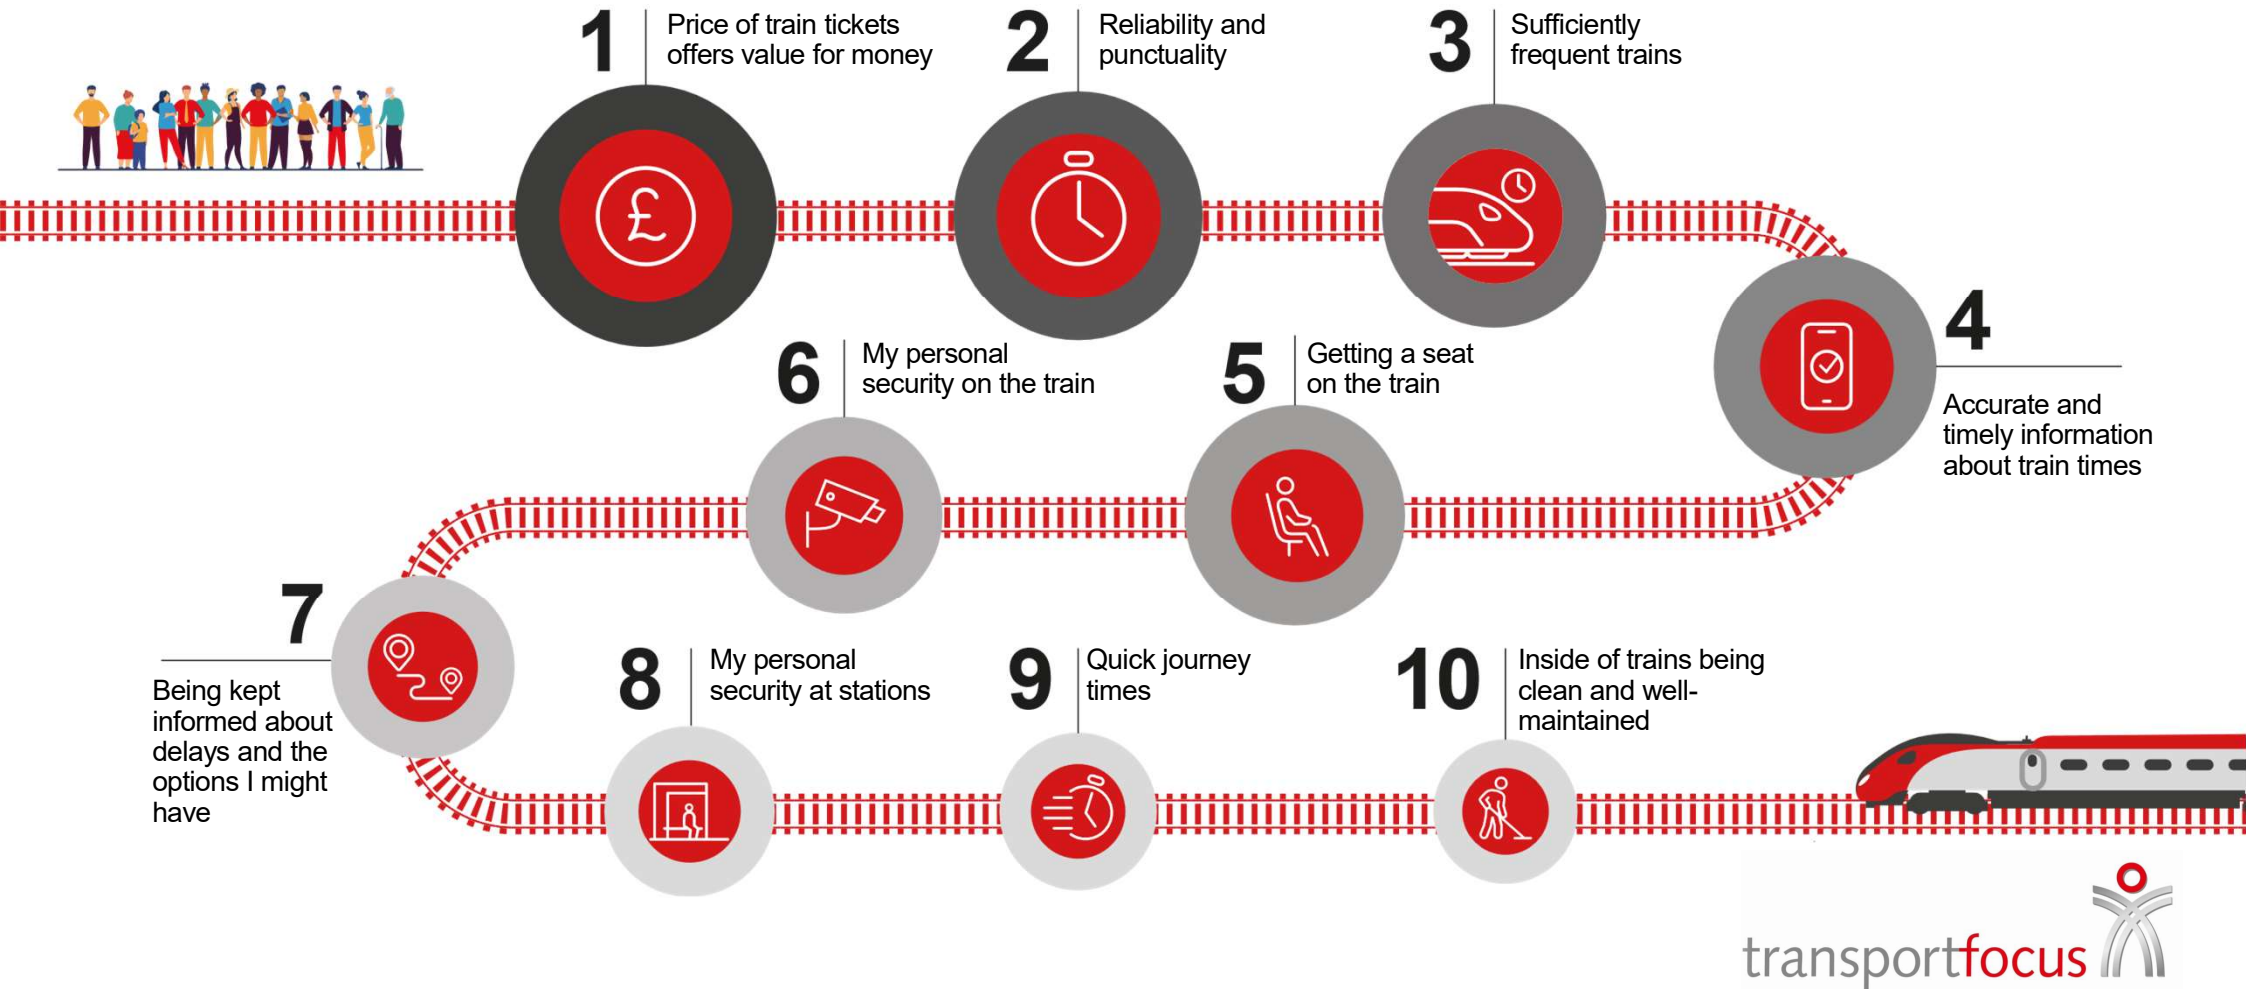 1
Price of train tickets
offers value for money
2
Reliability and
punctuality
3
Sufficiently
frequent trains
4
Accurate and
timely information
about train times
5
Getting a seat
on the train
6
My personal
security on the train
7
Being kept
informed about
delays and the
options I might
have
8
My personal
security at stations
9
Quick journey
times
10
Inside of trains being
clean and well-
maintained
£
transportfocus